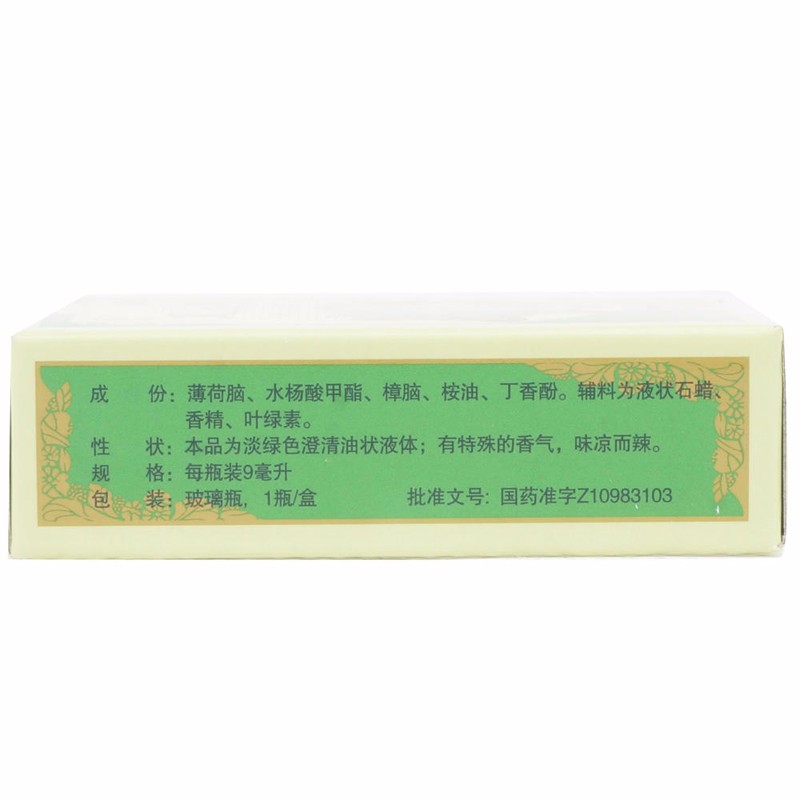 成 份：薄荷脑、水杨酸甲酯、樟脑、桉油、丁香酚。辅料为液状石蜡、
香精、叶绿素。
性 状：本品为淡绿色澄清油状液体；有特殊的香气，味凉而辣。
规 格：每瓶装9毫升
包 装：玻璃瓶，1瓶/盒 批准文号：国药准字Z10983103